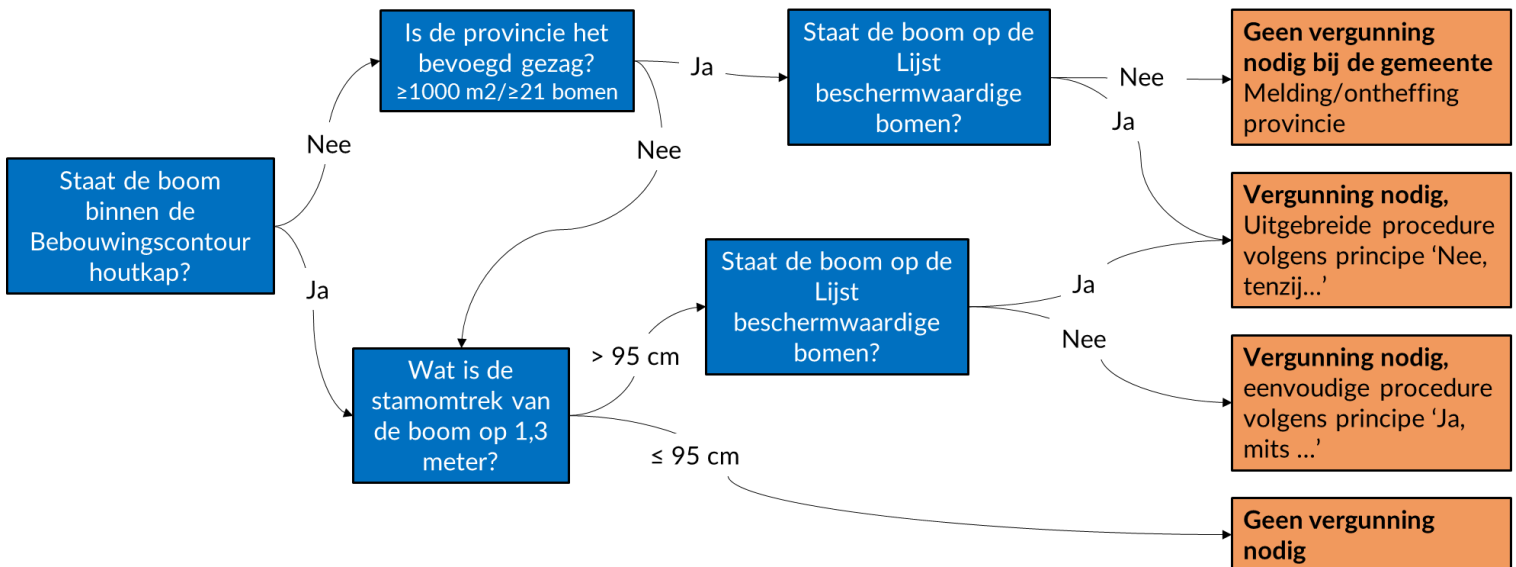 Staat de boom
binnen de
Bebouwingscontour
houtkap?
Nee
Ja
Is de provincie het
bevoegd gezag?
≥1000 m2/≥21 bomen
Ja
Nee
Staat de boom op de
Lijst
beschermwaardige
bomen?
Nee
Ja
Geen vergunning
nodig bij de gemeente
Melding/ontheffing
provincie
Wat is de
stamomtrek van
de boom op 1,3
meter?
> 95 cm
≤ 95 cm
Staat de boom op de
Lijst
beschermwaardige
bomen?
Ja
Nee
Vergunning nodig,
Uitgebreide procedure
volgens principe ‘Nee,
tenzij…’
Vergunning nodig,
eenvoudige procedure
volgens principe ‘Ja,
mits …’
Geen vergunning
nodig